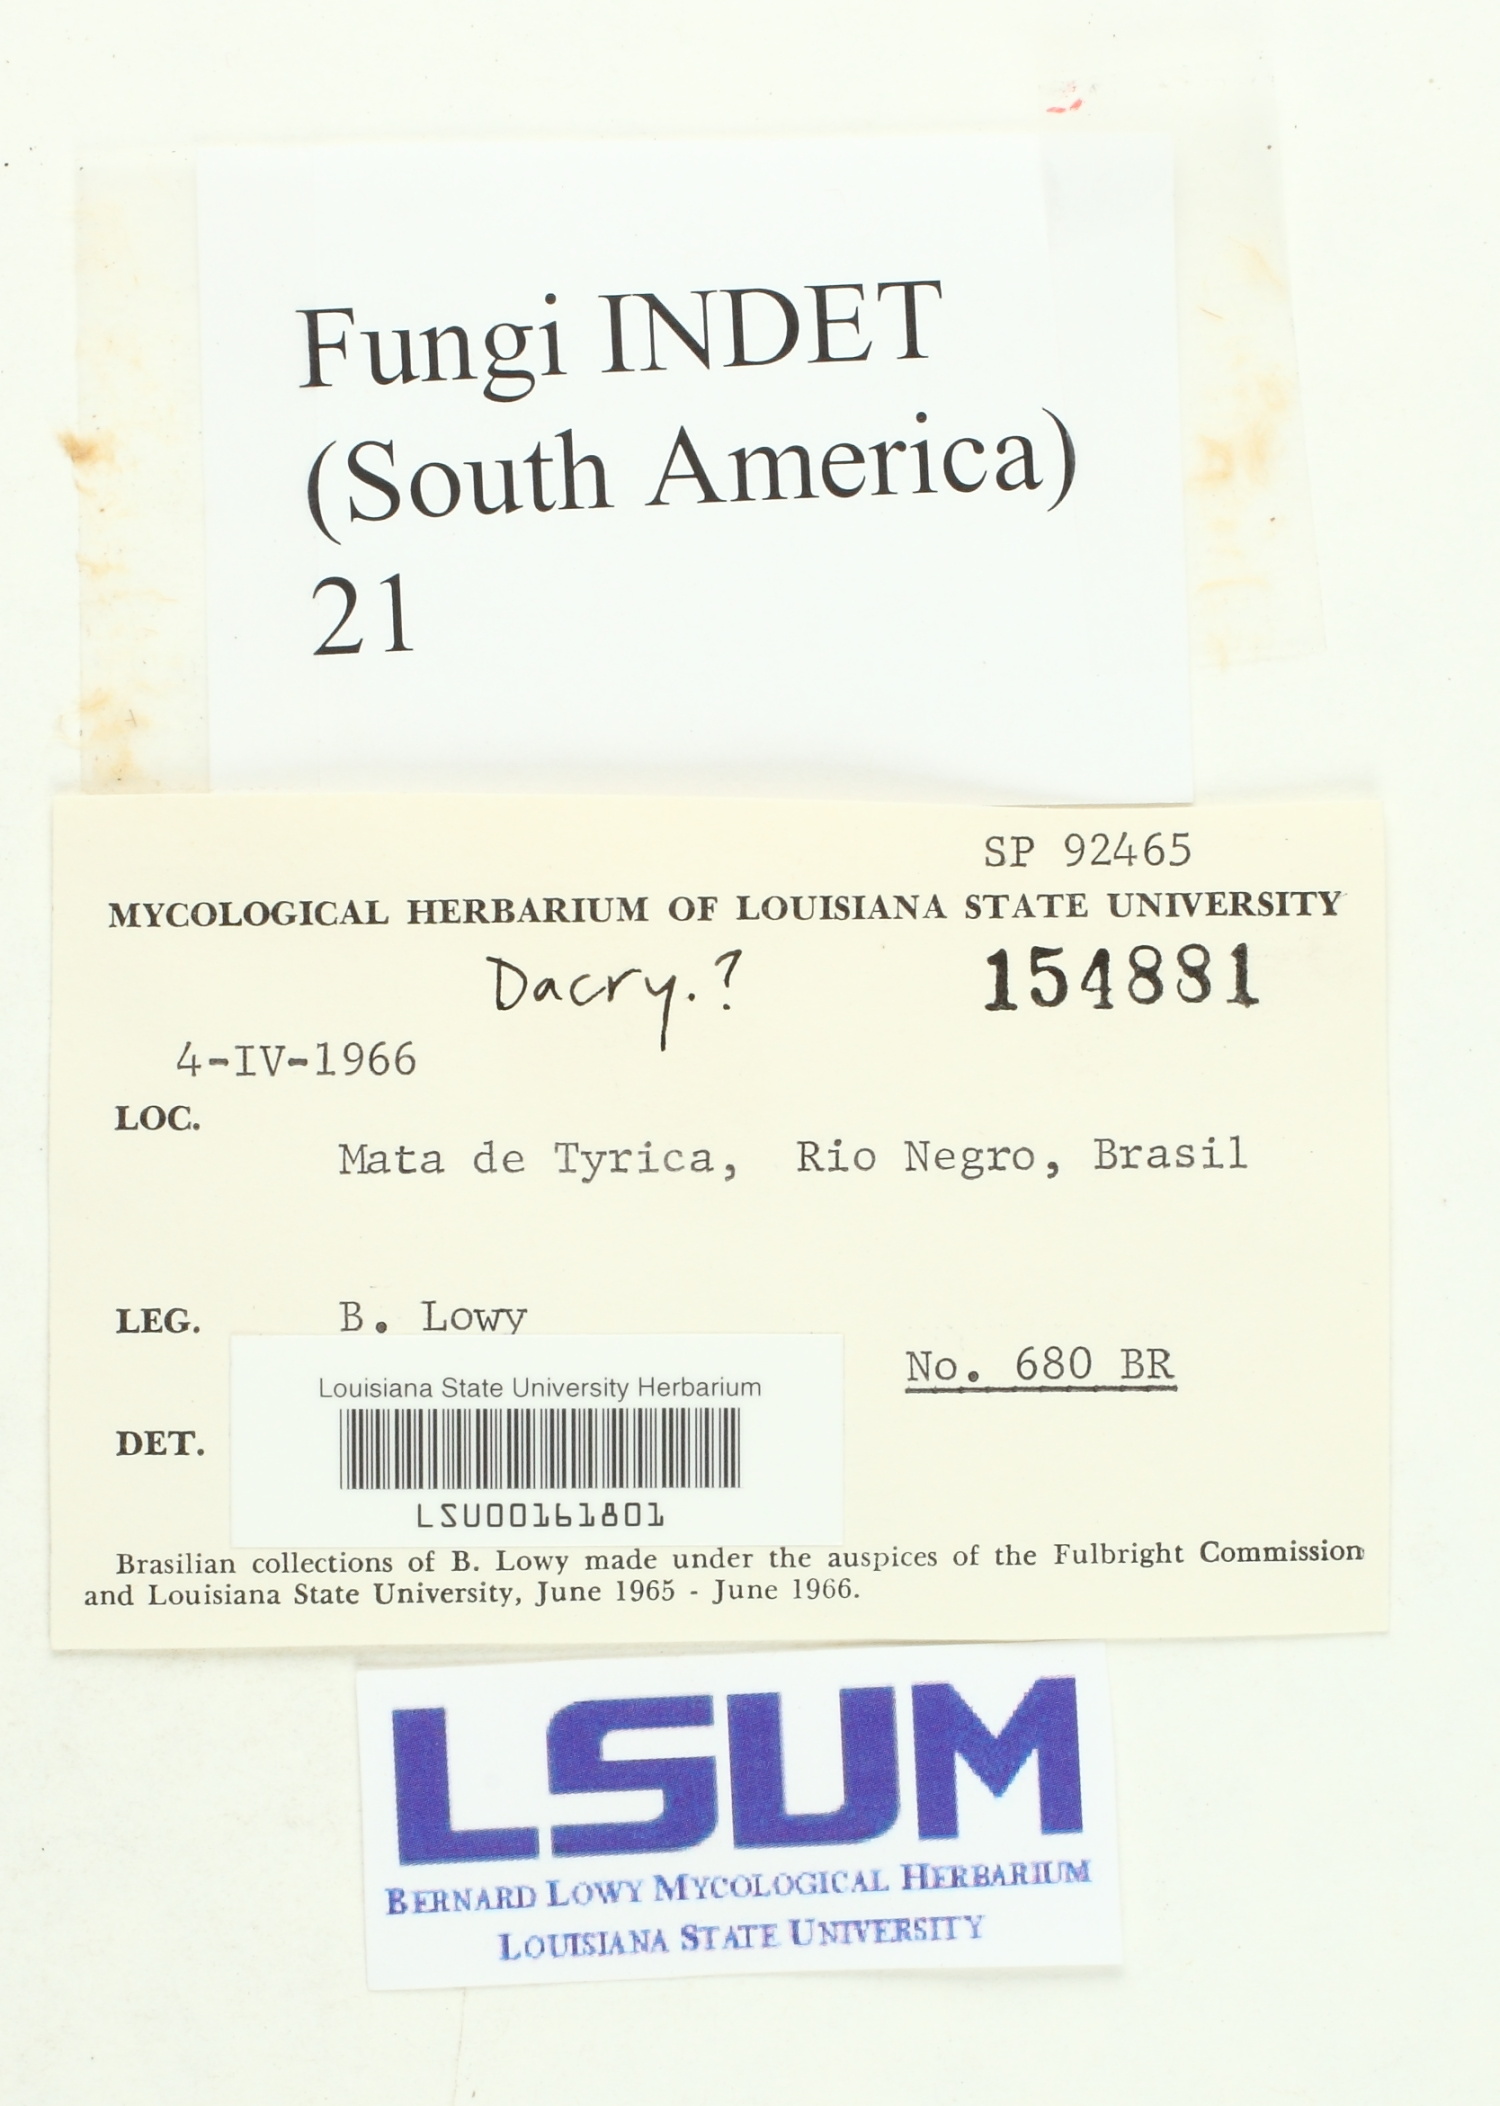 Fungi INDET
(South America)
21
SP 92465
MYCOLOGICAL HERBARIUM OF LOUISIANA STATE UNIVERSITY
Dacry.? 154881
4-IV-1966
LOC.
Mata de Tyrica, Rio Negro, Brasil
LEG. B. Lowy
No. 680 BR
Louisiana State University Herbarium
DET.
LSU00161801
Brasilian collections of B. Lowy made under the auspices of the Fulbright Commission
and Louisiana State University, June 1965 - June 1966.
LSUM
BERNARD LOWY MYCOLOGICAL HERBARIUM
LOUISIANA STATE UNIVERSITY